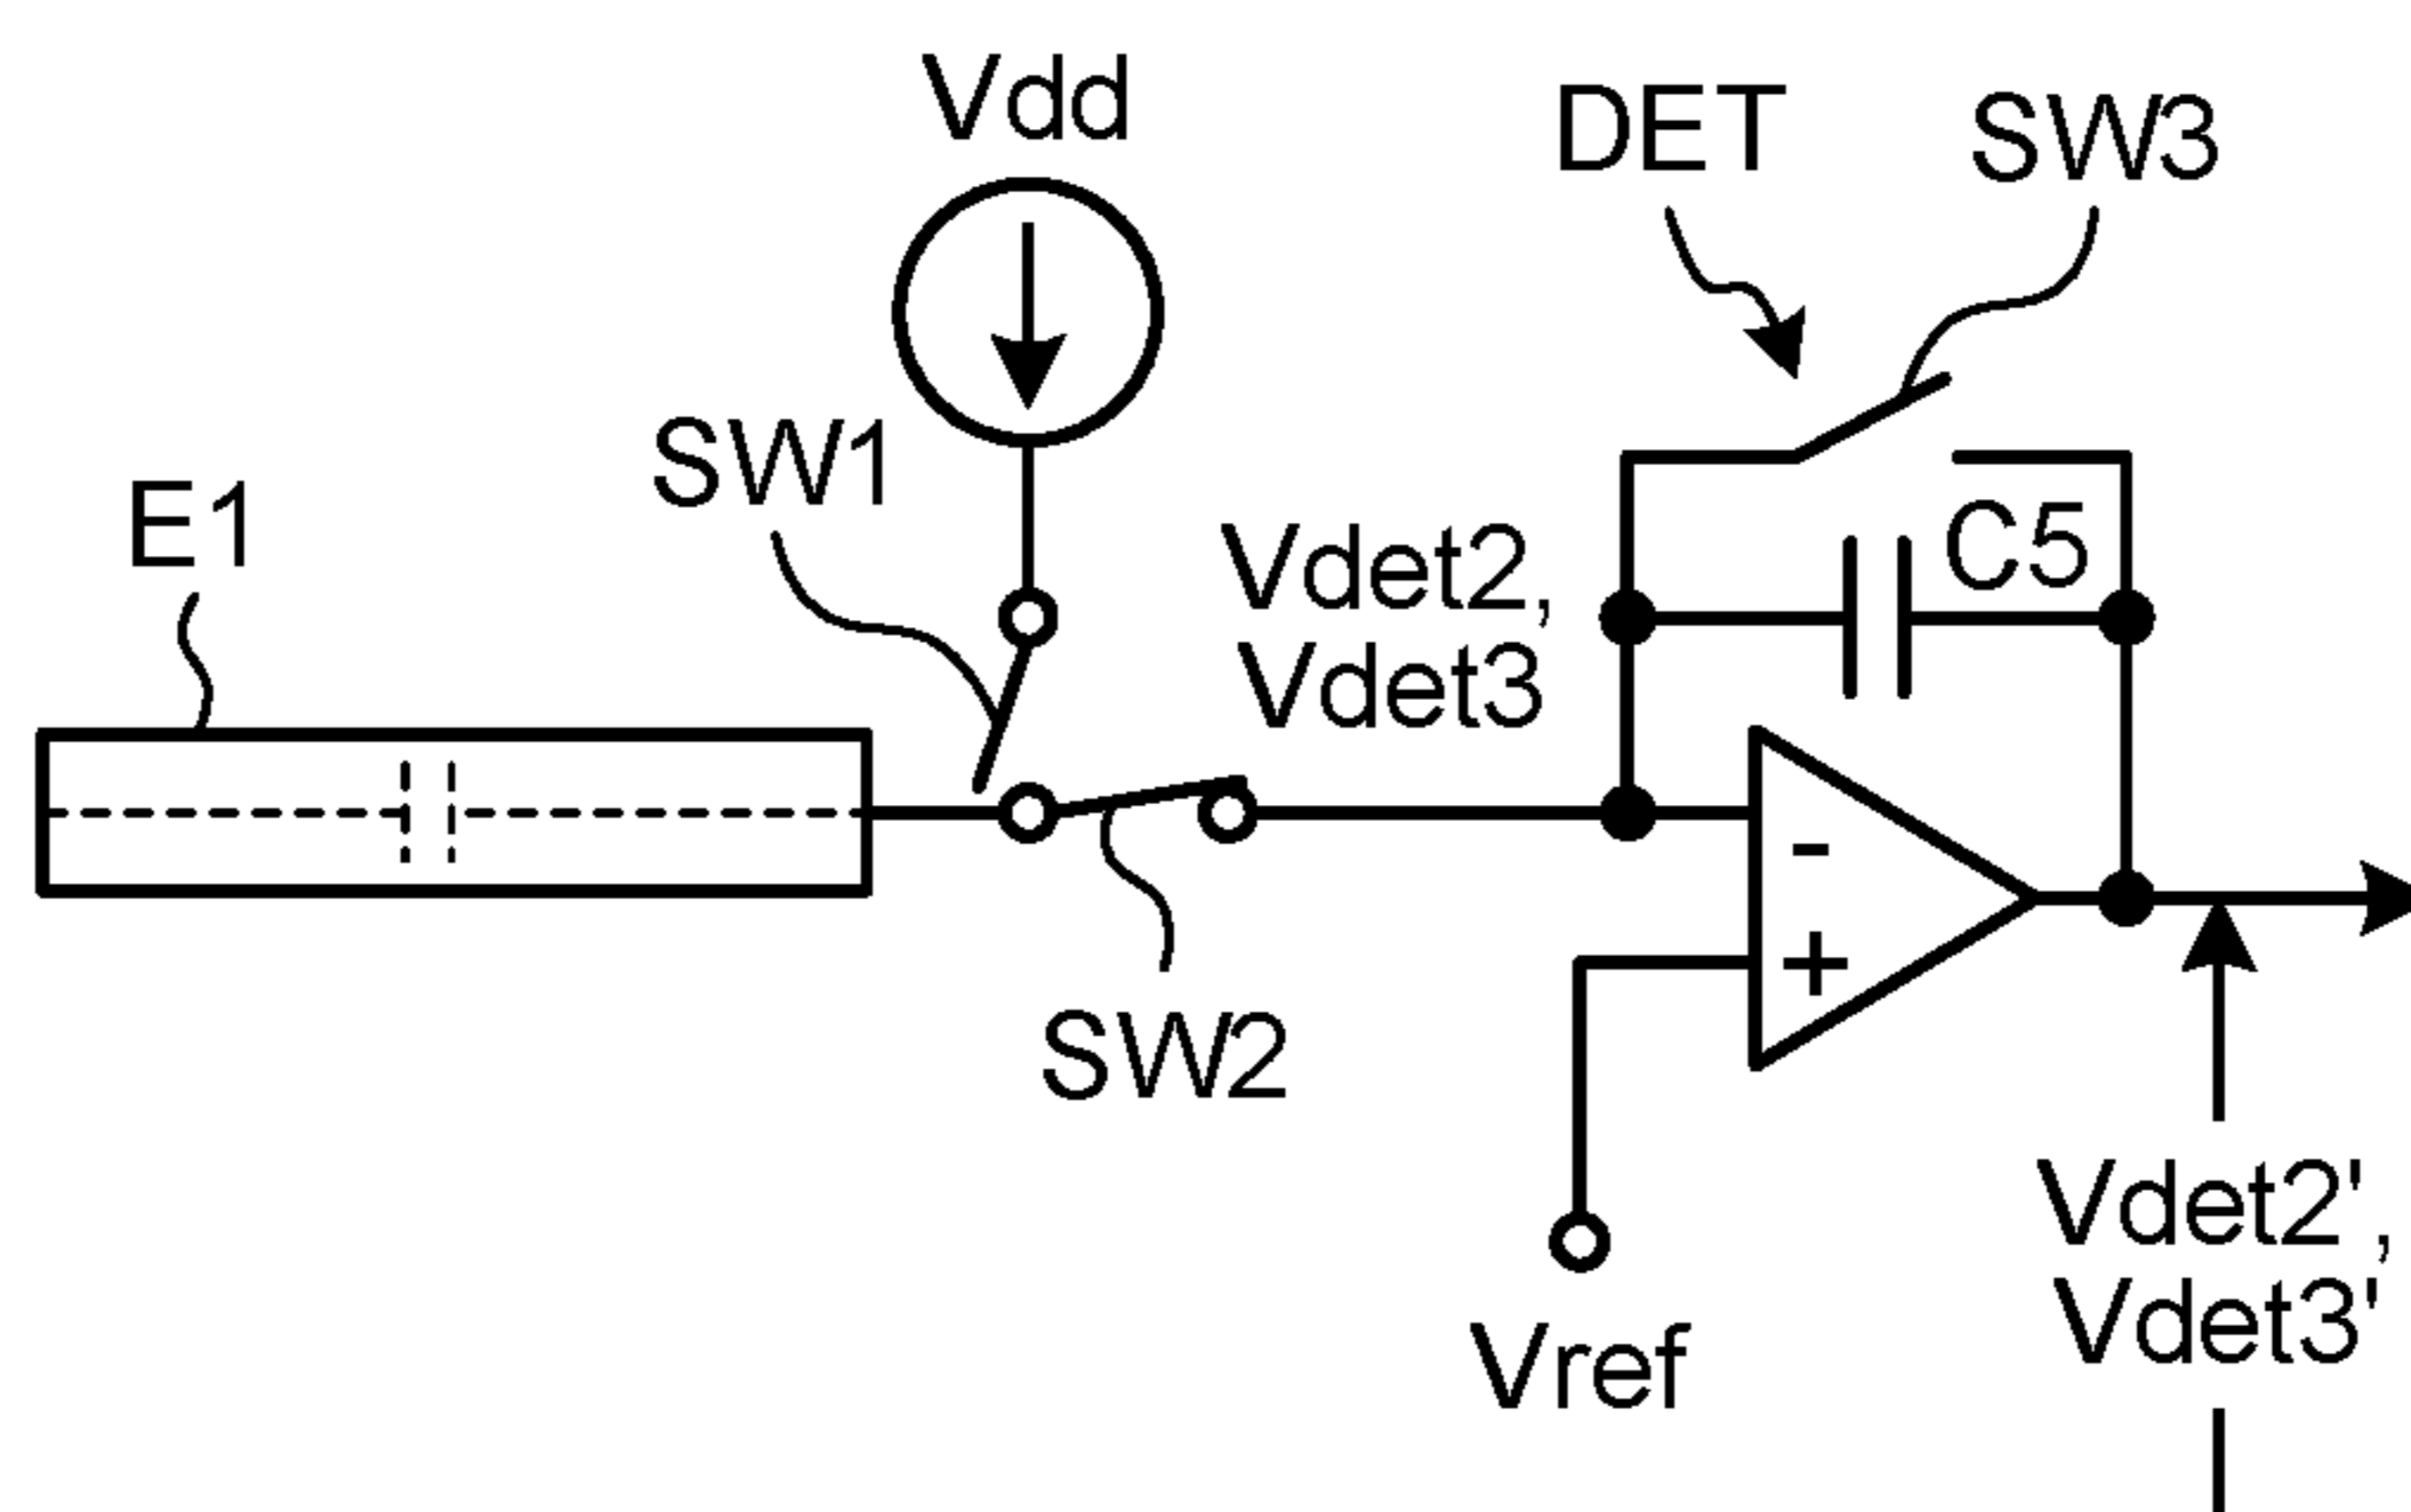 Vdd
DET
SW3
SW1
E1
C5
Vdet2,
Vdet3
-
+
SW2
Vref
Vdet2',
Vdet3'